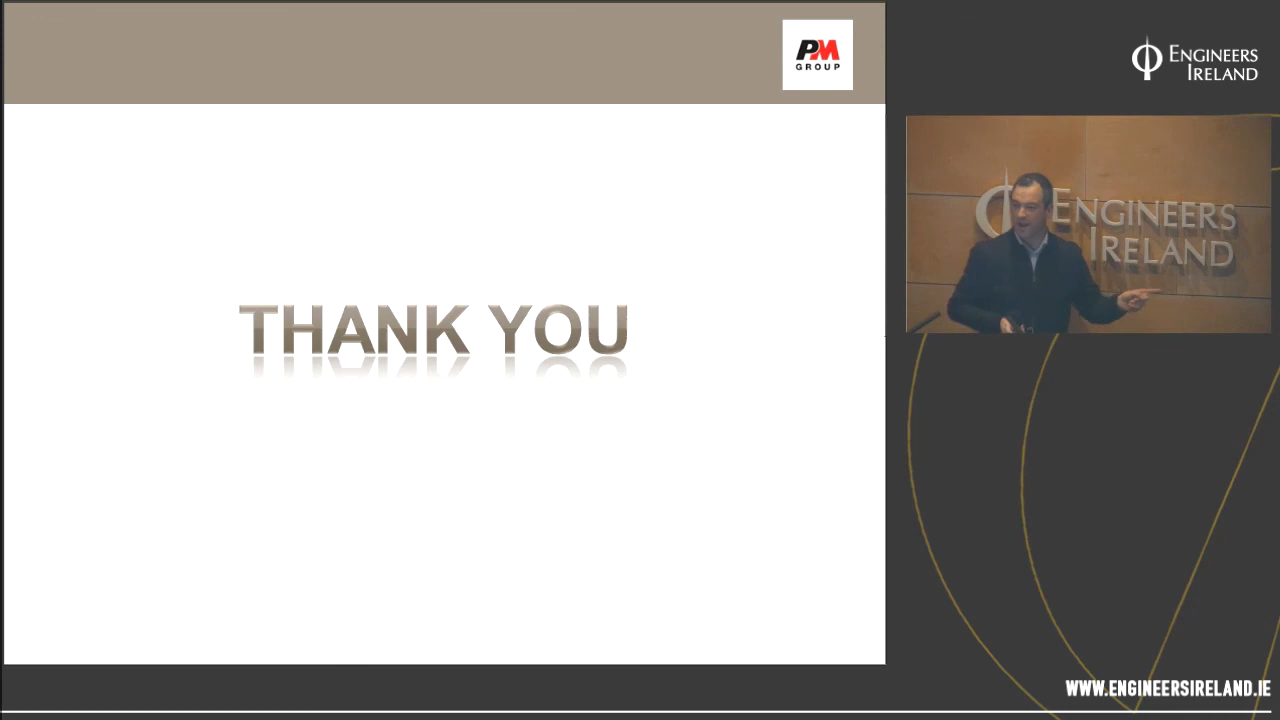 PM
GROUP
THANK YOU
ENGINEERS
IRELAND
ENGINEERS
IRELAND
WWW.ENGINEERSIRELAND.IE